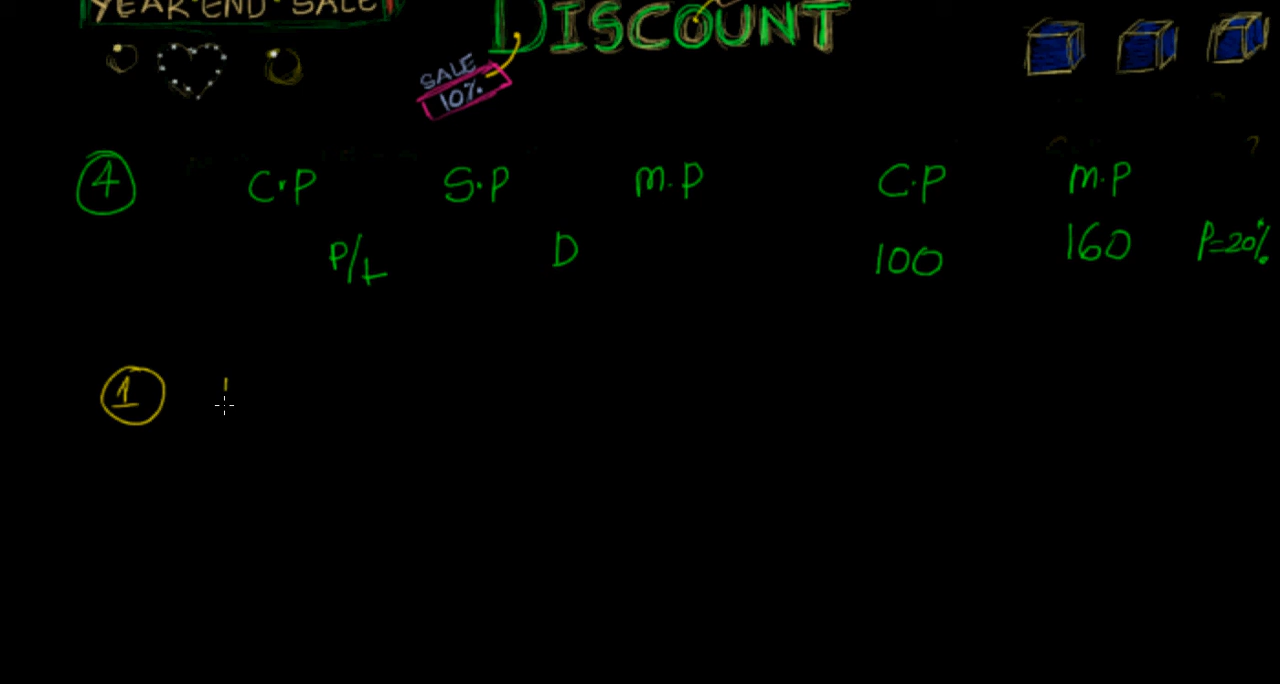 YEAR END SALE
DISCOUNT
SALE
10%
4 C.P S.P M.P C.P M.P
P/L D 100 160 P=20%
1